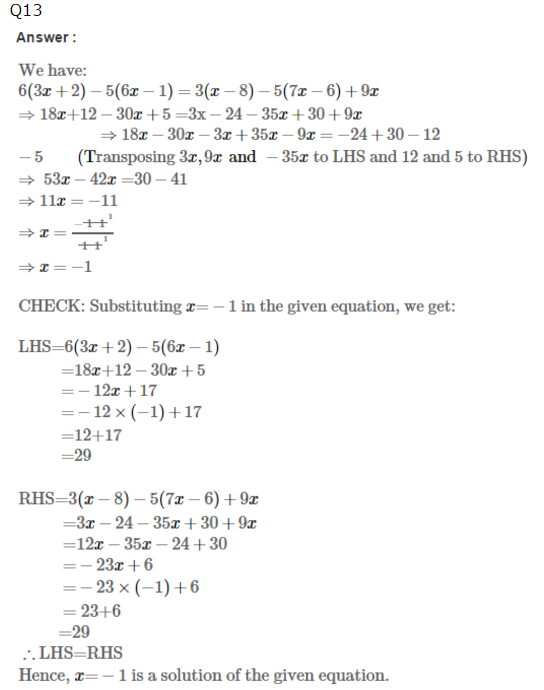 Q13
Answer :
We have:
6(3x + 2) − 5(6x − 1) = 3(x − 8) − 5(7x − 6) + 9x
⇒ 18x+12 − 30x + 5 =3x − 24 − 35x + 30 + 9x
⇒ 18x − 30x − 3x + 35x − 9x = −24 + 30 − 12
− 5 (Transposing 3x, 9x and − 35x to LHS and 12 and 5 to RHS)
⇒ 53x − 42x =30 − 41
⇒ 11x = −11
⇒ x = −11¹/11¹
⇒ x = −1
CHECK: Substituting x= − 1 in the given equation, we get:
LHS=6(3x + 2) − 5(6x − 1)
=18x+12 − 30x + 5
= − 12x + 17
= − 12 × (−1) + 17
=12+17
=29
RHS=3(x − 8) − 5(7x − 6) + 9x
=3x − 24 − 35x + 30 + 9x
=12x − 35x − 24 + 30
= − 23x + 6
= − 23 × (−1) + 6
= 23+6
=29
∴ LHS=RHS
Hence, x= − 1 is a solution of the given equation.